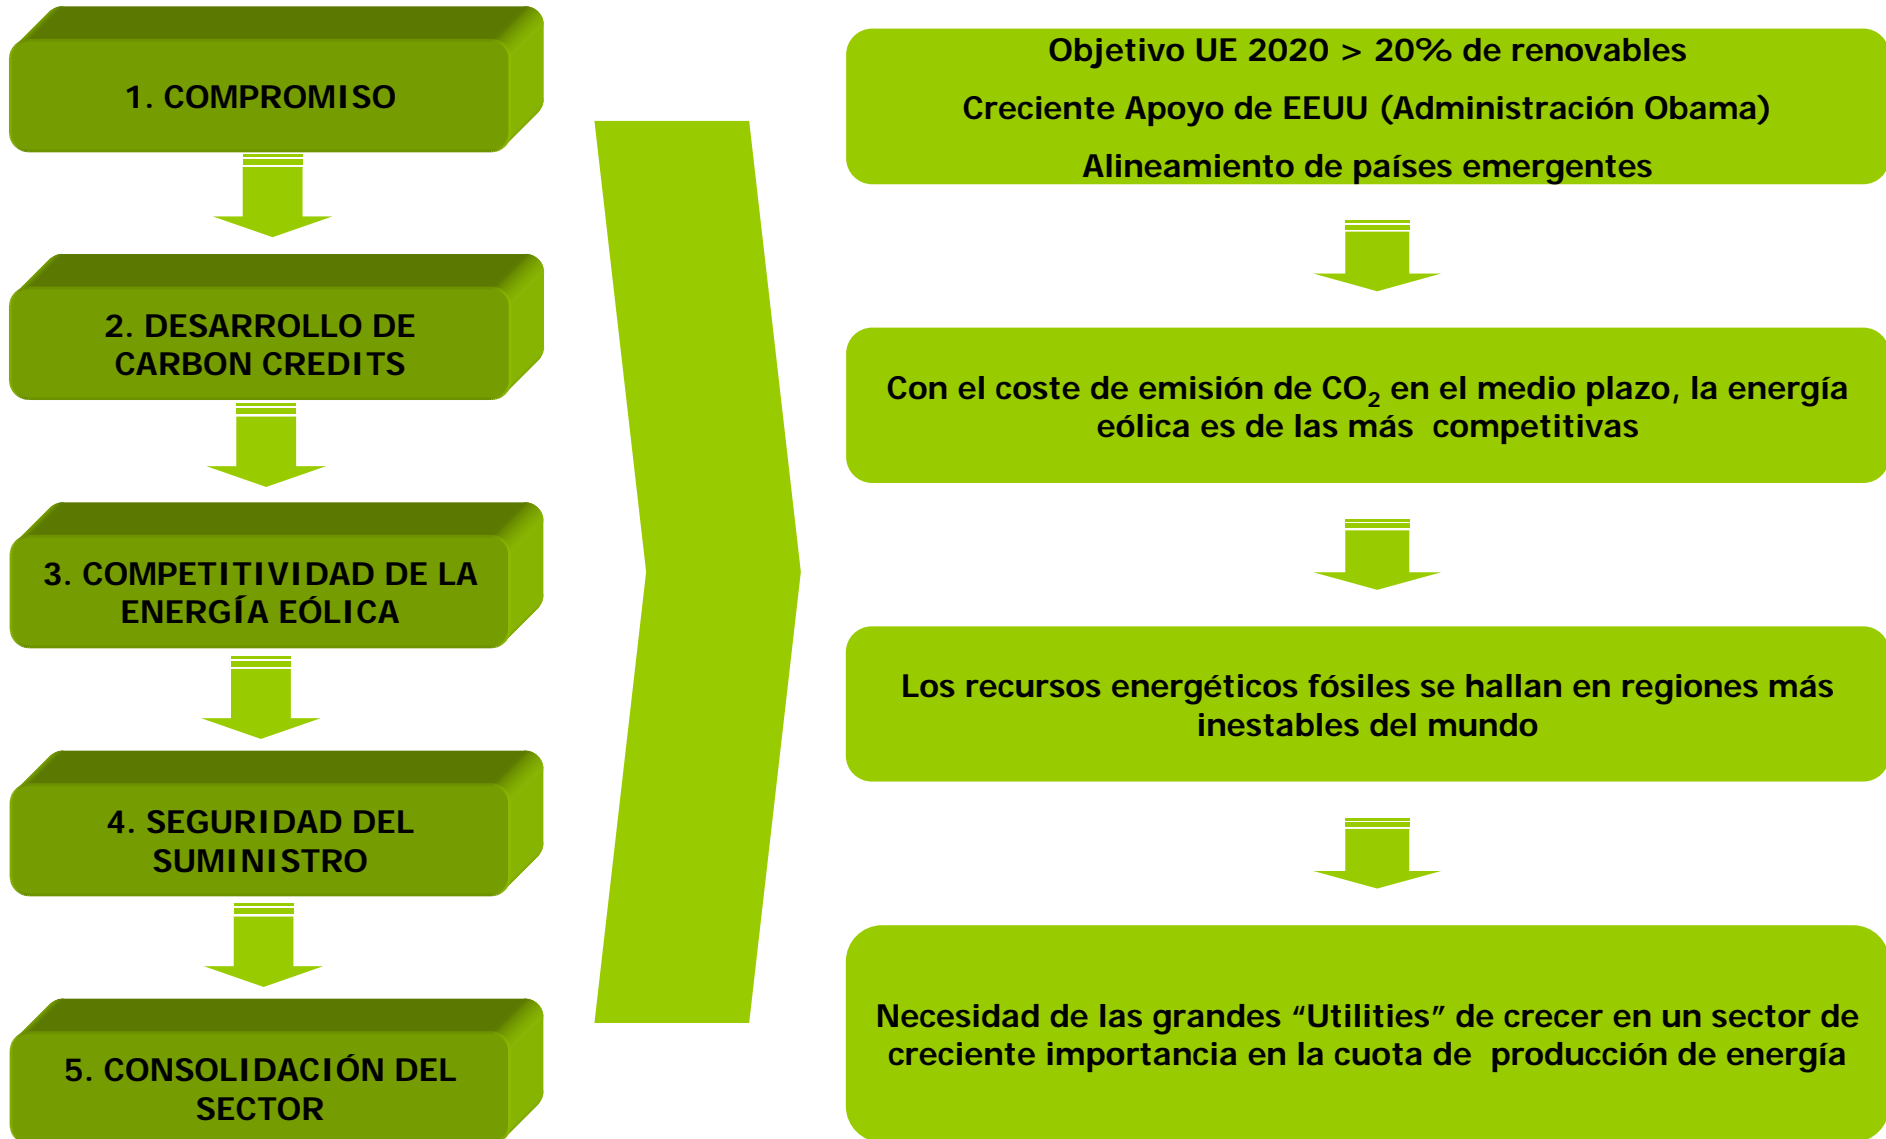 1. COMPROMISO
2. DESARROLLO DE
CARBON CREDITS
3. COMPETITIVIDAD DE LA
ENERGÍA EÓLICA
4. SEGURIDAD DEL
SUMINISTRO
5. CONSOLIDACIÓN DEL
SECTOR
Objetivo UE 2020 > 20% de renovables
Creciente Apoyo de EEUU (Administración Obama)
Alineamiento de países emergentes
Con el coste de emisión de CO₂ en el medio plazo, la energía
eólica es de las más competitivas
Los recursos energéticos fósiles se hallan en regiones más
inestables del mundo
Necesidad de las grandes “Utilities” de crecer en un sector de
creciente importancia en la cuota de producción de energía